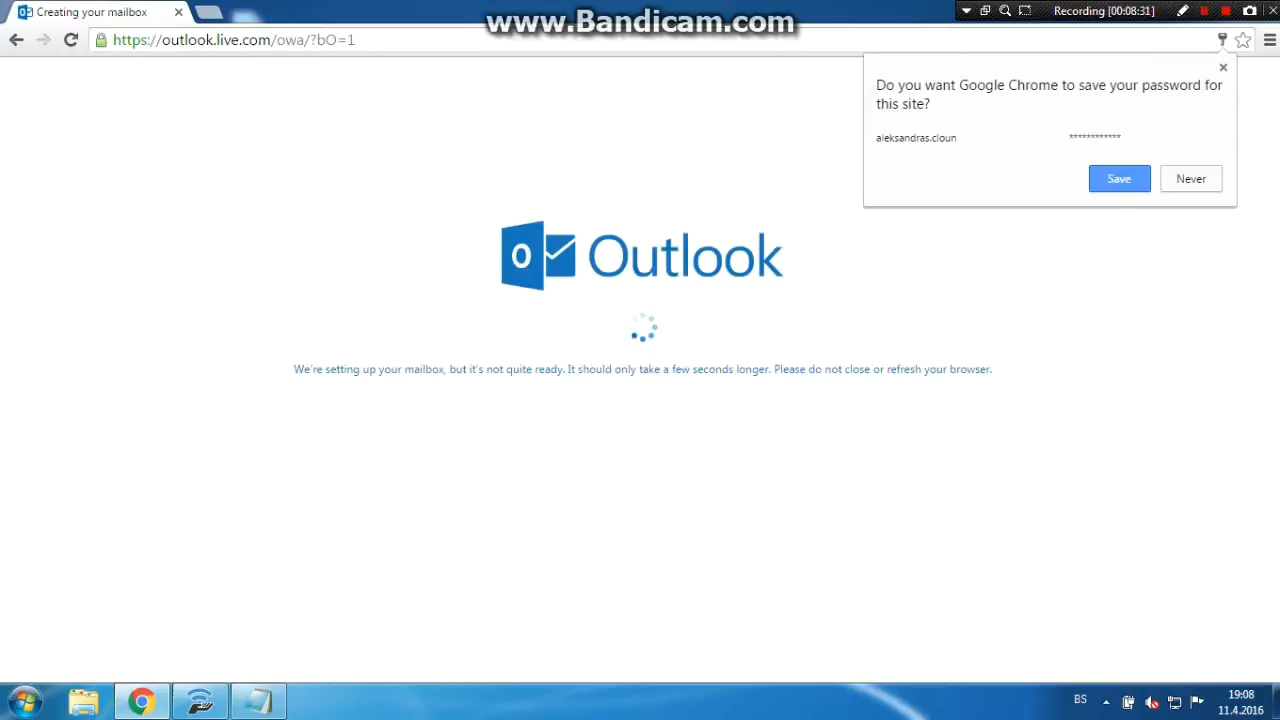 Creating your mailbox
www.Bandicam.com
Recording [00:08:31]
https://outlook.live.com/owa/?bO=1
Do you want Google Chrome to save your password for
this site?
aleksandras.cloun
************
Save
Never
Outlook
We're setting up your mailbox, but it's not quite ready. It should only take a few seconds longer. Please do not close or refresh your browser.
BS
19:08
11.4.2016